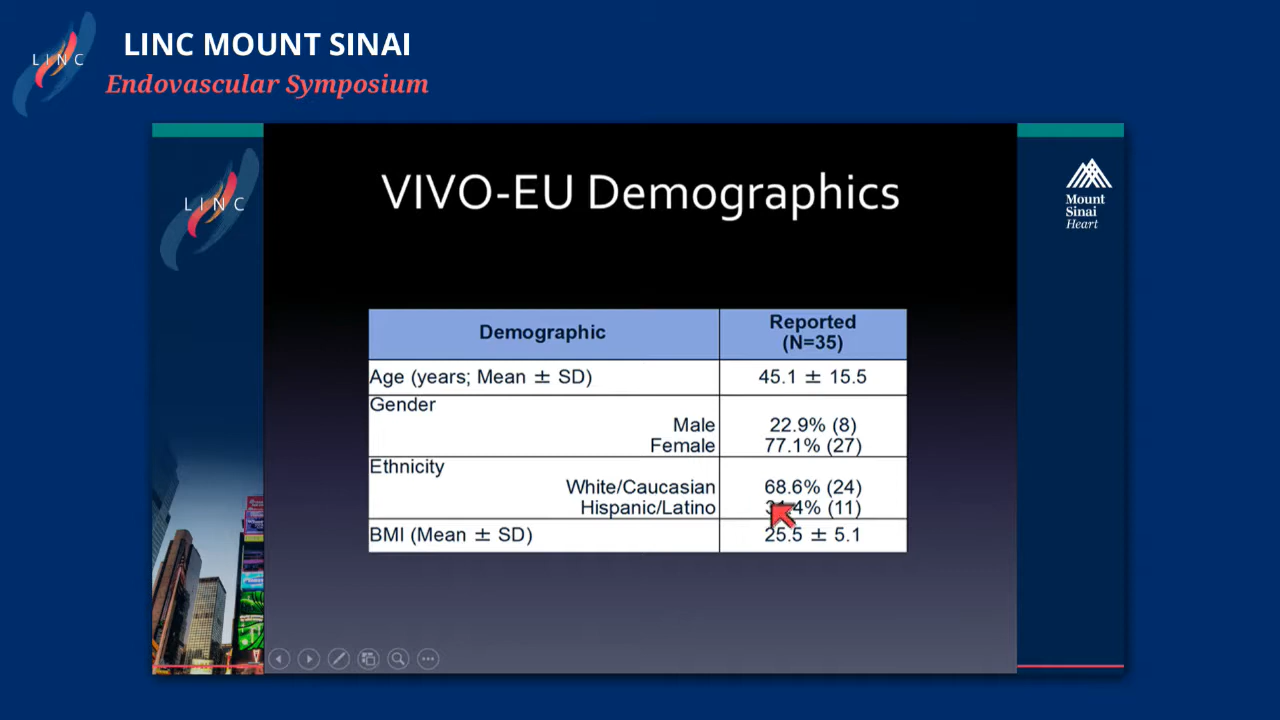 LINC MOUNT SINAI
LINC
Endovascular Symposium
VIVO-EU Demographics
LINC
Mount
Sinai
Heart
Demographic
Reported
(N=35)
Age (years; Mean ± SD) 45.1 ± 15.5
Gender
Male 22.9% (8)
Female 77.1% (27)
Ethnicity
White/Caucasian 68.6% (24)
Hispanic/Latino (11)
BMI (Mean ± SD) 25.5 ± 5.1